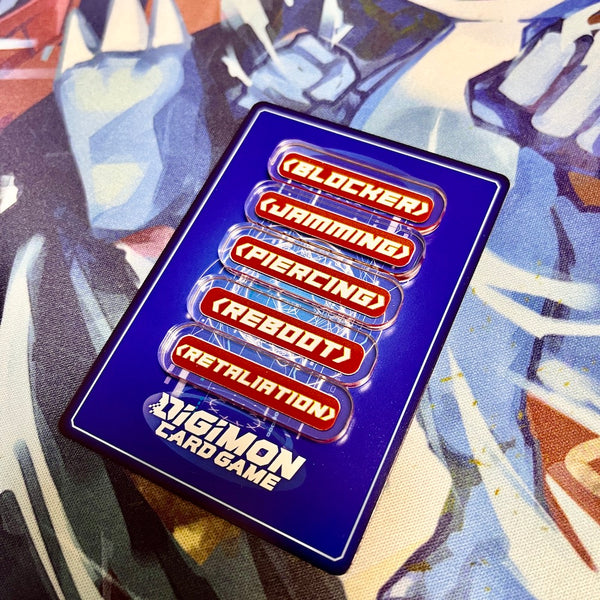 <BLOCKER>
<JAMMING>
<PIERCING>
<REBOOT>
<RETALIATION>
DIGIMON
CARD GAME